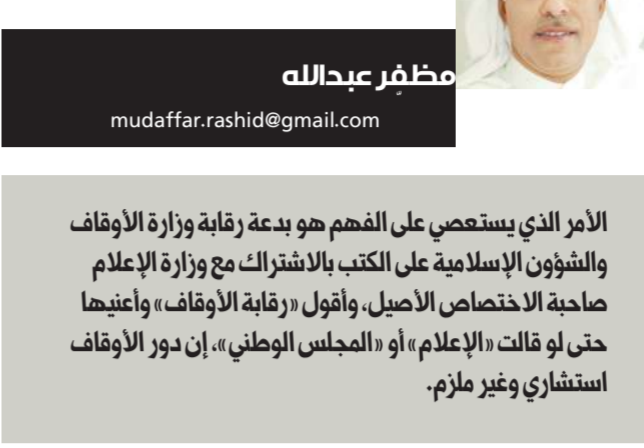 مظفّر عبدالله
mudaffar.rashid@gmail.com
الأمر الذي يستعصي على الفهم هو بدعة رقابة وزارة الأوقاف
والشؤون الإسلامية على الكتب بالاشتراك مع وزارة الإعلام
صاحبة الاختصاص الأصيل، وأقول «رقابة الأوقاف» وأعنيها
حتى لو قالت «الإعلام» أو «المجلس الوطني»، إن دور الأوقاف
استشاري وغير ملزم.